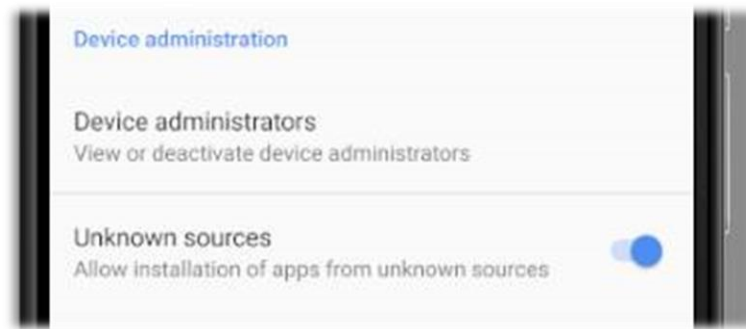 Device administration
Device administrators
View or deactivate device administrators
Unknown sources
Allow installation of apps from unknown sources